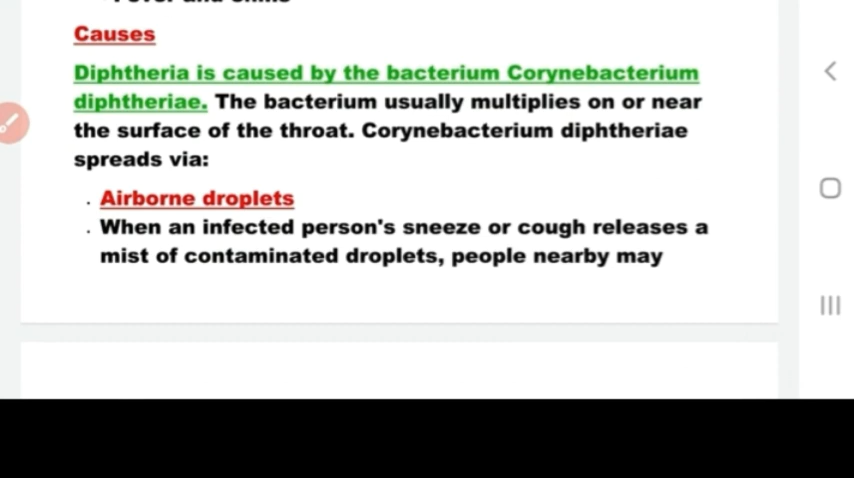 Causes
Diphtheria is caused by the bacterium Corynebacterium
diphtheriae. The bacterium usually multiplies on or near
the surface of the throat. Corynebacterium diphtheriae
spreads via:
. Airborne droplets
. When an infected person's sneeze or cough releases a
mist of contaminated droplets, people nearby may